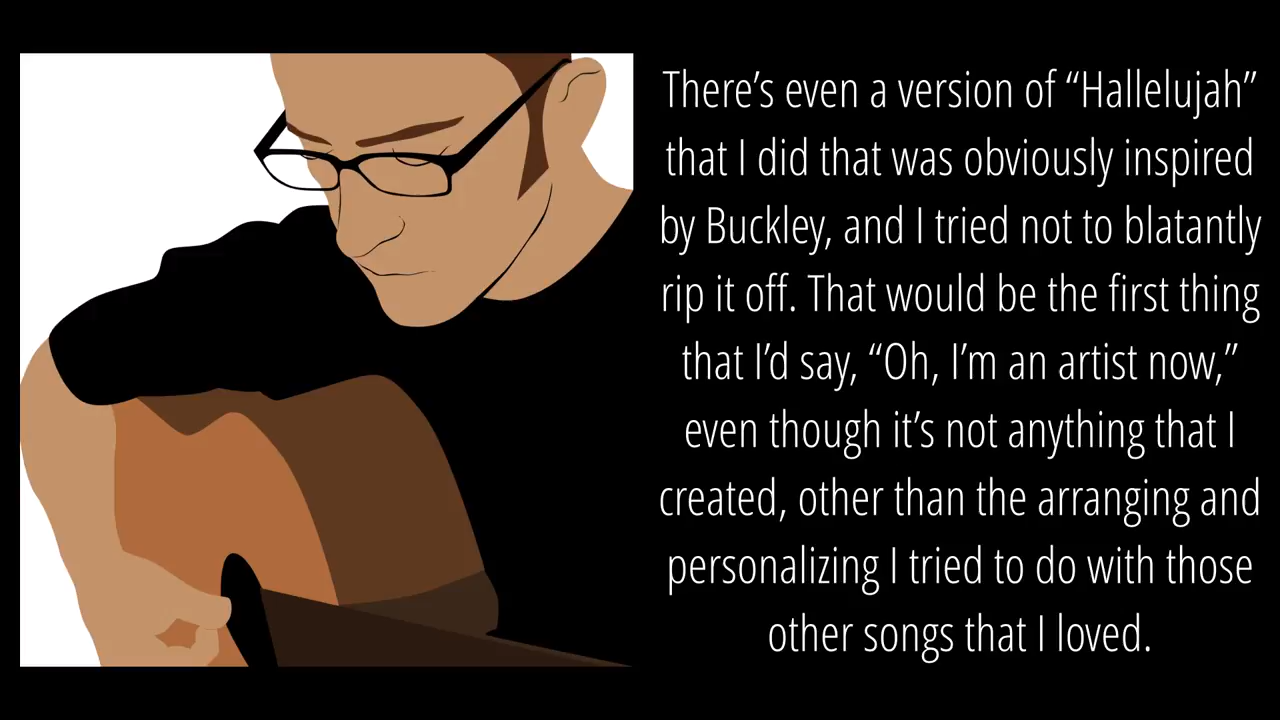 There’s even a version of “Hallelujah”
that I did that was obviously inspired
by Buckley, and I tried not to blatantly
rip it off. That would be the first thing
that I’d say, “Oh, I’m an artist now,”
even though it’s not anything that I
created, other than the arranging and
personalizing I tried to do with those
other songs that I loved.